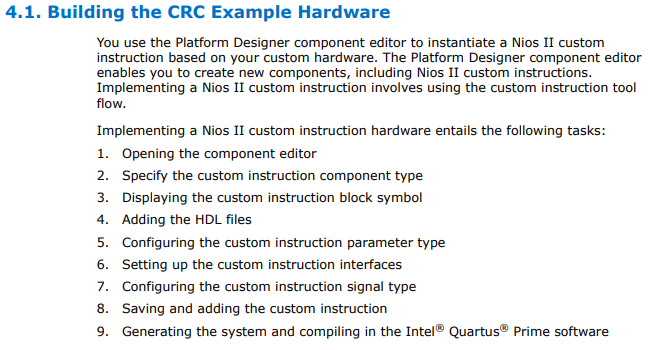 4.1. Building the CRC Example Hardware
You use the Platform Designer component editor to instantiate a Nios II custom
instruction based on your custom hardware. The Platform Designer component editor
enables you to create new components, including Nios II custom instructions.
Implementing a Nios II custom instruction involves using the custom instruction tool
flow.
Implementing a Nios II custom instruction hardware entails the following tasks:
1. Opening the component editor
2. Specify the custom instruction component type
3. Displaying the custom instruction block symbol
4. Adding the HDL files
5. Configuring the custom instruction parameter type
6. Setting up the custom instruction interfaces
7. Configuring the custom instruction signal type
8. Saving and adding the custom instruction
9. Generating the system and compiling in the Intel® Quartus® Prime software